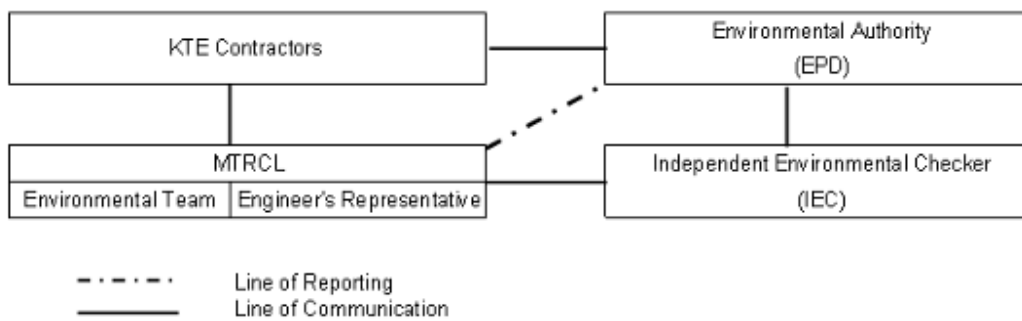 KTE Contractors
Environmental Authority
(EPD)
MTRCL
Environmental Team
Engineer's Representative
Independent Environmental Checker
(IEC)
Line of Reporting
Line of Communication